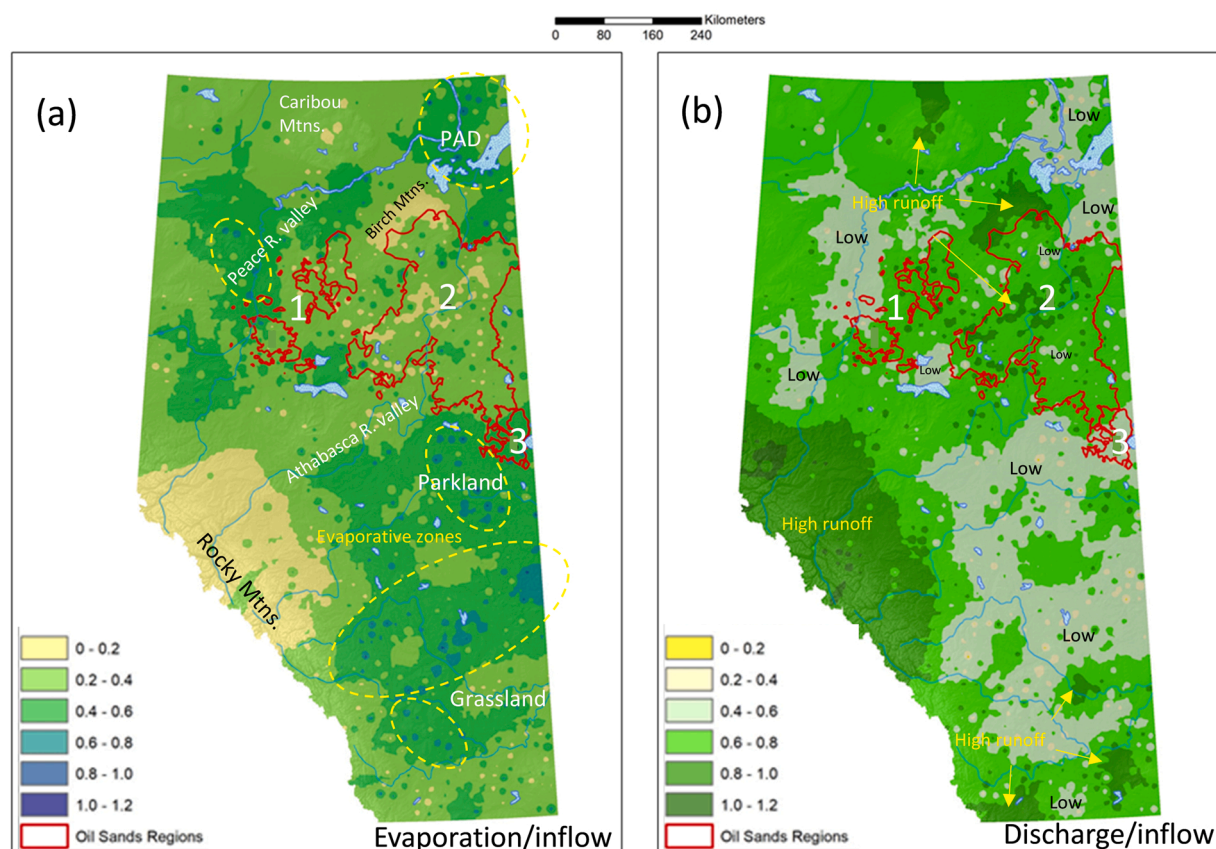 Kilometers
0 80 160 240
(a)
Caribou
Mtns.
PAD
Birch Mtns.
Peace R. valley
1
2
Athabasca R. valley
3
Parkland
Evaporative zones
Rocky Mtns.
Grassland
0 - 0.2
0.2 - 0.4
0.4 - 0.6
0.6 - 0.8
0.8 - 1.0
1.0 - 1.2
Oil Sands Regions
Evaporation/inflow
(b)
Low
High runoff
Low
Low
Low
1
2
Low
Low
Low
3
Low
High runoff
Low
High runoff
Low
0 - 0.2
0.2 - 0.4
0.4 - 0.6
0.6 - 0.8
0.8 - 1.0
1.0 - 1.2
Oil Sands Regions
Discharge/inflow